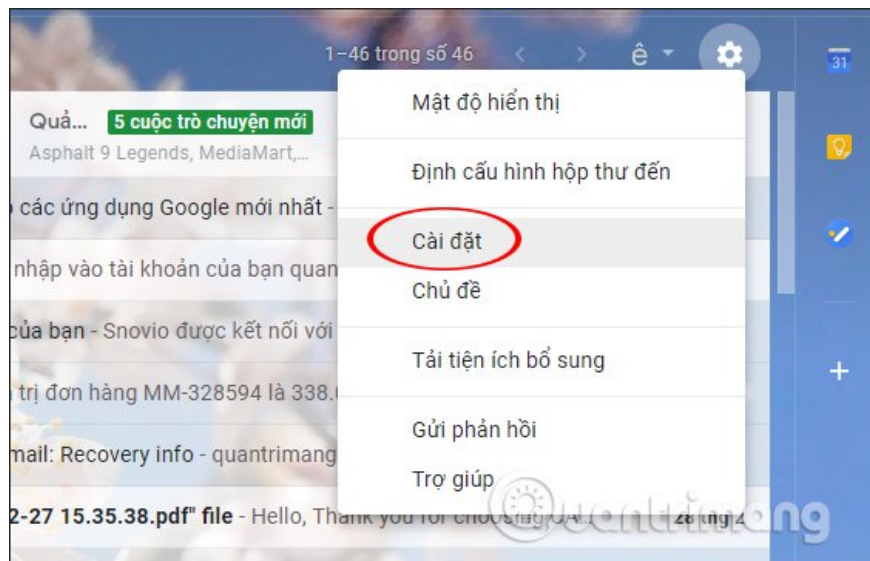 1–46 trong số 46
ê
31
Mật độ hiển thị
Quả... 5 cuộc trò chuyện mới
Asphalt 9 Legends, MediaMart,...
Định cấu hình hộp thư đến
các ứng dụng Google mới nhất -
Cài đặt
nhập vào tài khoản của bạn quan
Chủ đề
của bạn - Snovio được kết nối với
Tải tiện ích bổ sung
trị đơn hàng MM-328594 là 338.
Gửi phản hồi
mail: Recovery info - quantrimang
Trợ giúp
2-27 15.35.38.pdf" file - Hello, Thank you for choosing
28 thg 2
Quantrimang